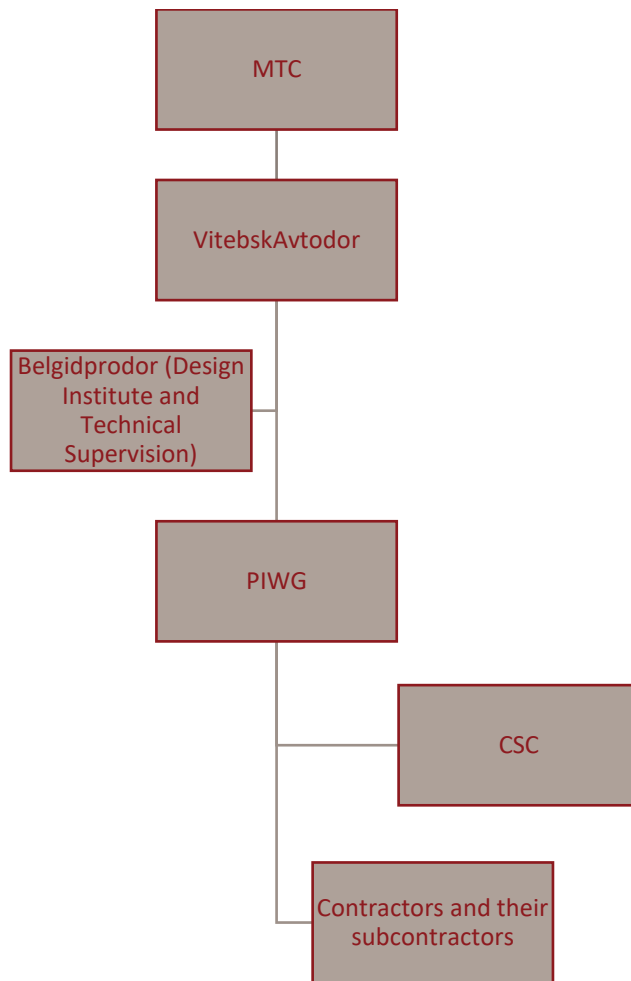 MTC
VitebskAvtodor
Belgidprodor (Design
Institute and
Technical
Supervision)
PIWG
CSC
Contractors and their
subcontractors